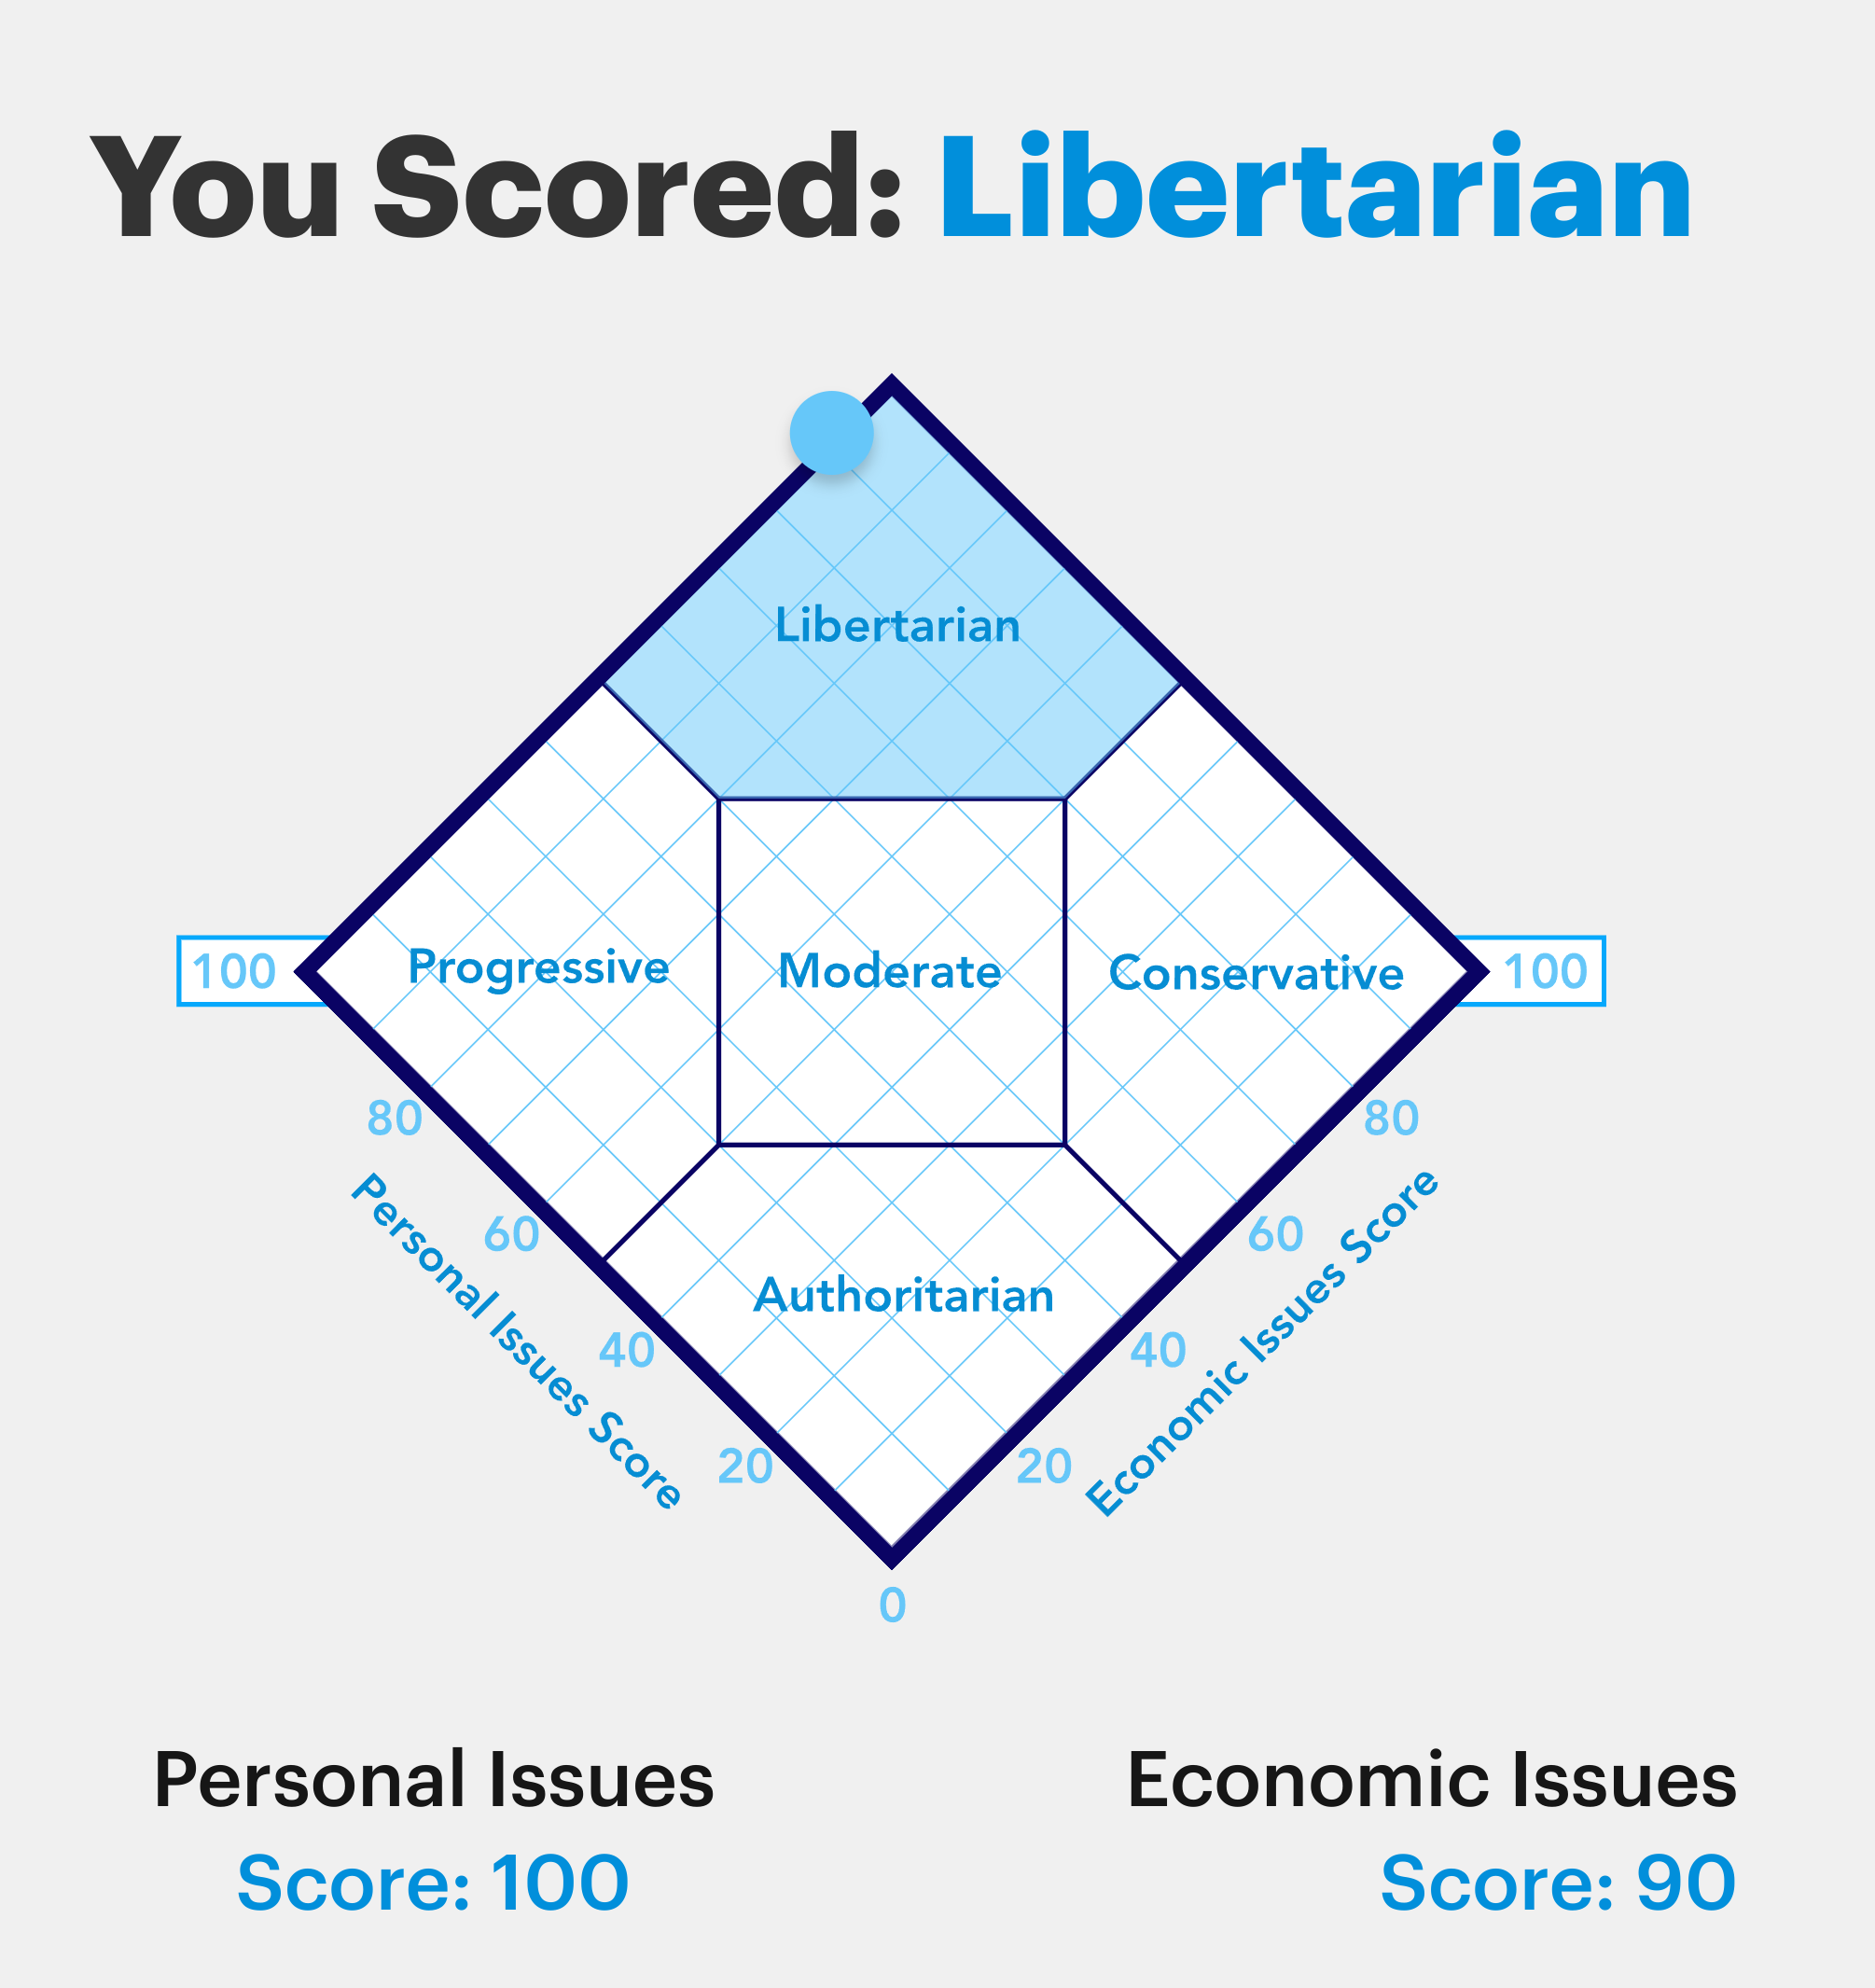 You Scored: Libertarian
Libertarian
100
Progressive
Moderate
Conservative
100
80
80
Personal Issues Score
Economic Issues Score
60
60
Authoritarian
40
40
20
20
0
Personal Issues
Score: 100
Economic Issues
Score: 90